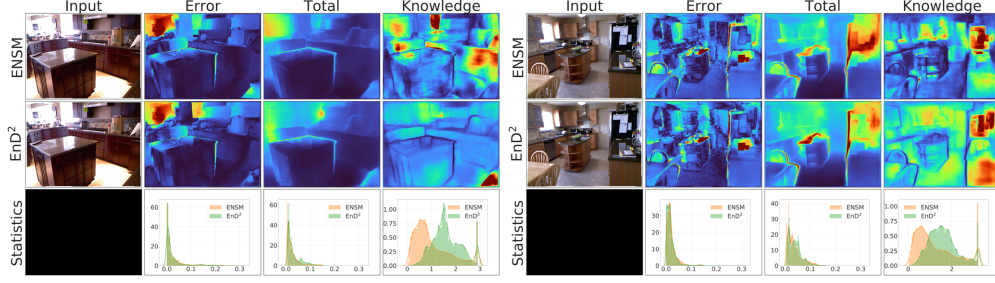 Input Error Total Knowledge Input Error Total Knowledge
ENSM ENSM
EnD² EnD²
Statistics Statistics
60 40 20 0
0.0 0.1 0.2 0.3
ENSM
EnD²
60 40 20 0
0.0 0.1 0.2 0.3
ENSM
EnD²
1.00 0.75 0.50 0.25 0.00
0 1 2 3
ENSM
EnD²
30 20 10 0
0.0 0.1 0.2 0.3
ENSM
EnD²
40 30 20 10 0
0.0 0.1 0.2 0.3
ENSM
EnD²
1.00 0.75 0.50 0.25 0.00
0 2
ENSM
EnD²